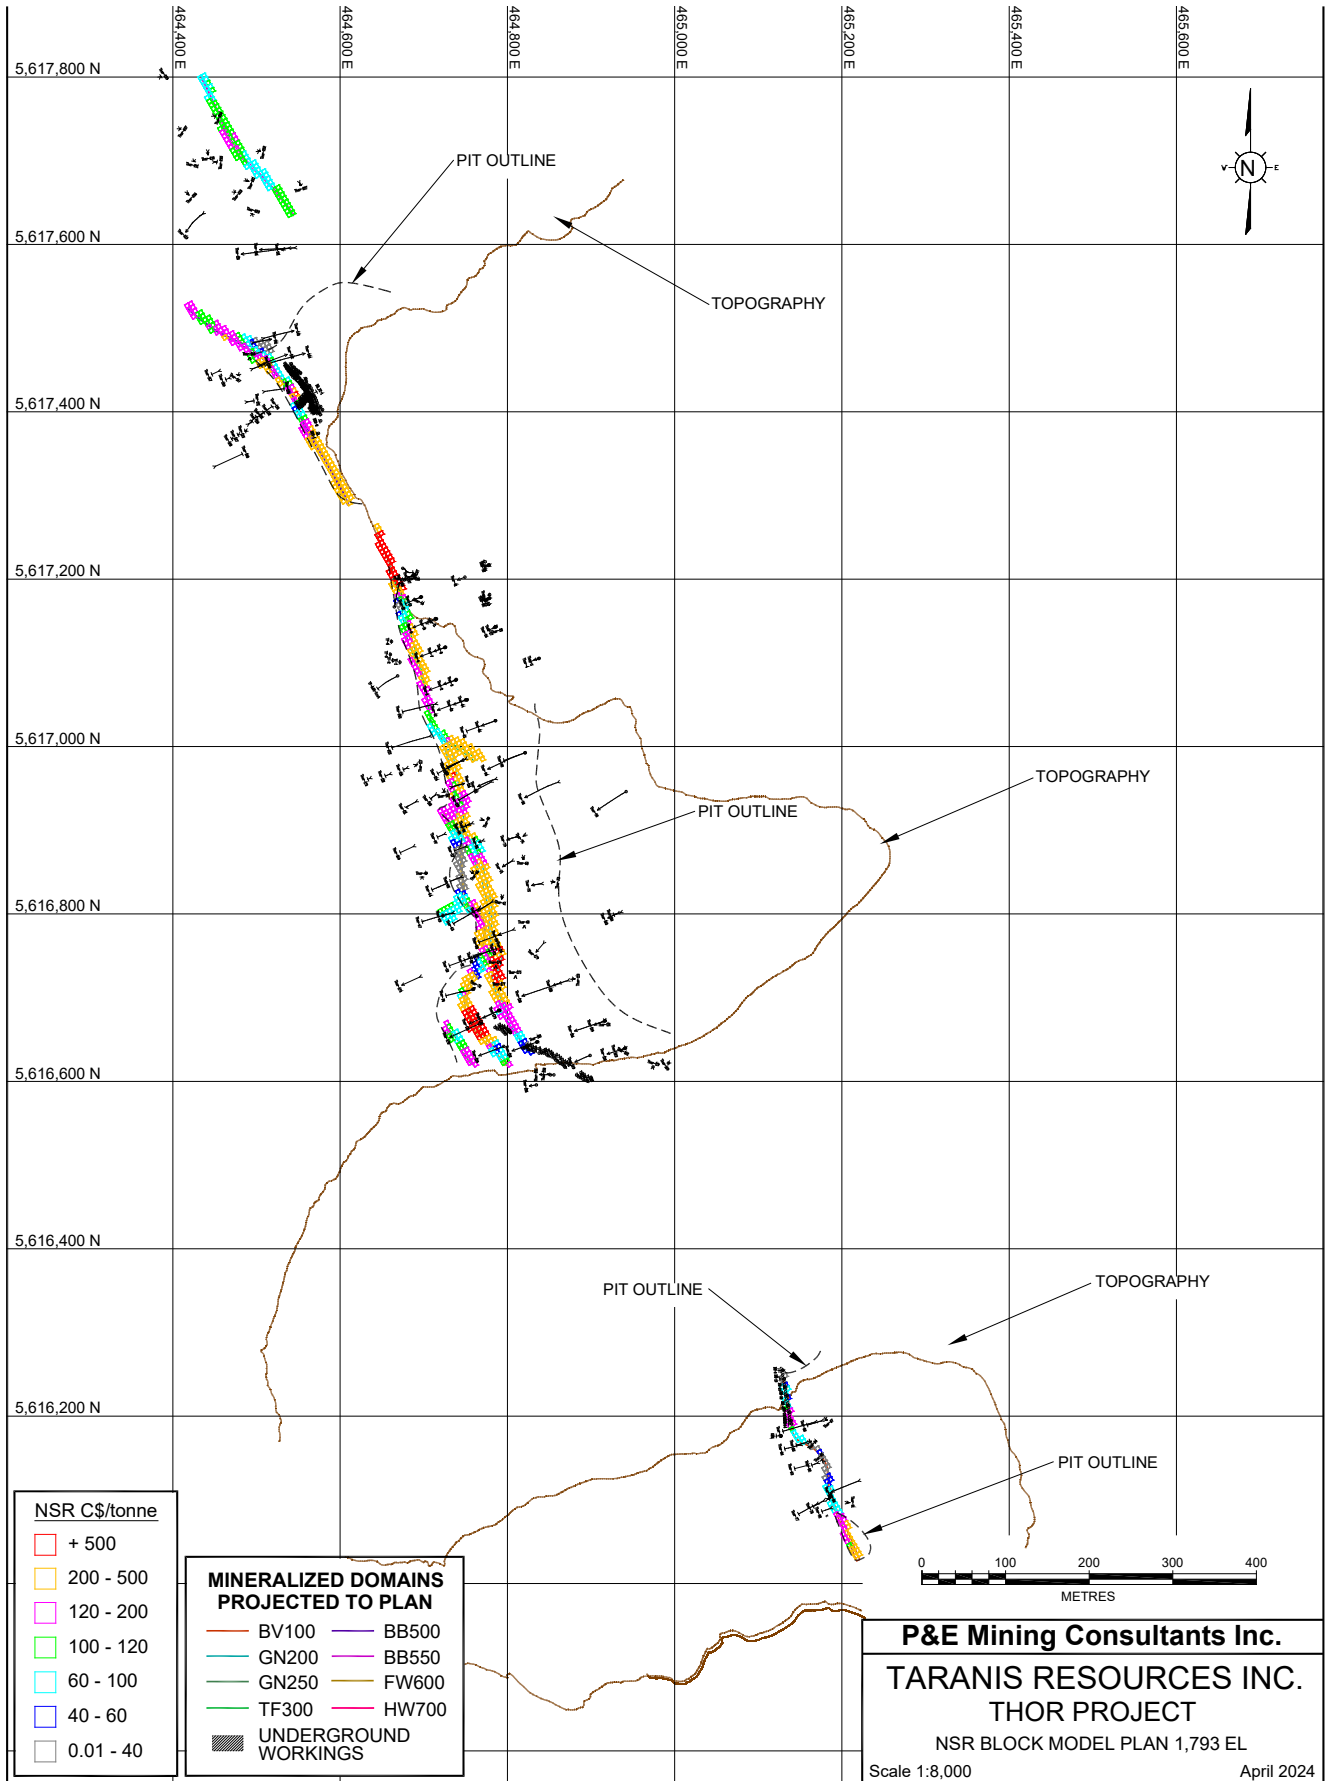 464,400 E
464,600 E
464,800 E
465,000 E
465,200 E
465,400 E
465,600 E
5,617,800 N
PIT OUTLINE
N
E
5,617,600 N
TOPOGRAPHY
5,617,400 N
5,617,200 N
5,617,000 N
TOPOGRAPHY
PIT OUTLINE
5,616,800 N
5,616,600 N
5,616,400 N
PIT OUTLINE
TOPOGRAPHY
5,616,200 N
PIT OUTLINE
NSR C$/tonne
+ 500
200 - 500
120 - 200
100 - 120
60 - 100
40 - 60
0.01 - 40
MINERALIZED DOMAINS
PROJECTED TO PLAN
BV100
BB500
GN200
BB550
GN250
FW600
TF300
HW700
UNDERGROUND
WORKINGS
0 100 200 300 400
METRES
P&E Mining Consultants Inc.
TARANIS RESOURCES INC.
THOR PROJECT
NSR BLOCK MODEL PLAN 1,793 EL
Scale 1:8,000
April 2024